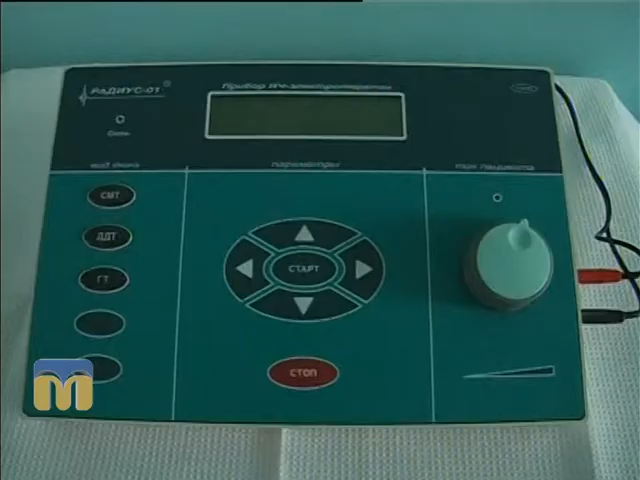 РАДИУС-01
Прибор НЧ-электротерапии
Сеть
вид тока
параметры
ток пациента
СМТ
ДДТ
ГТ
СТАРТ
СТОП
М